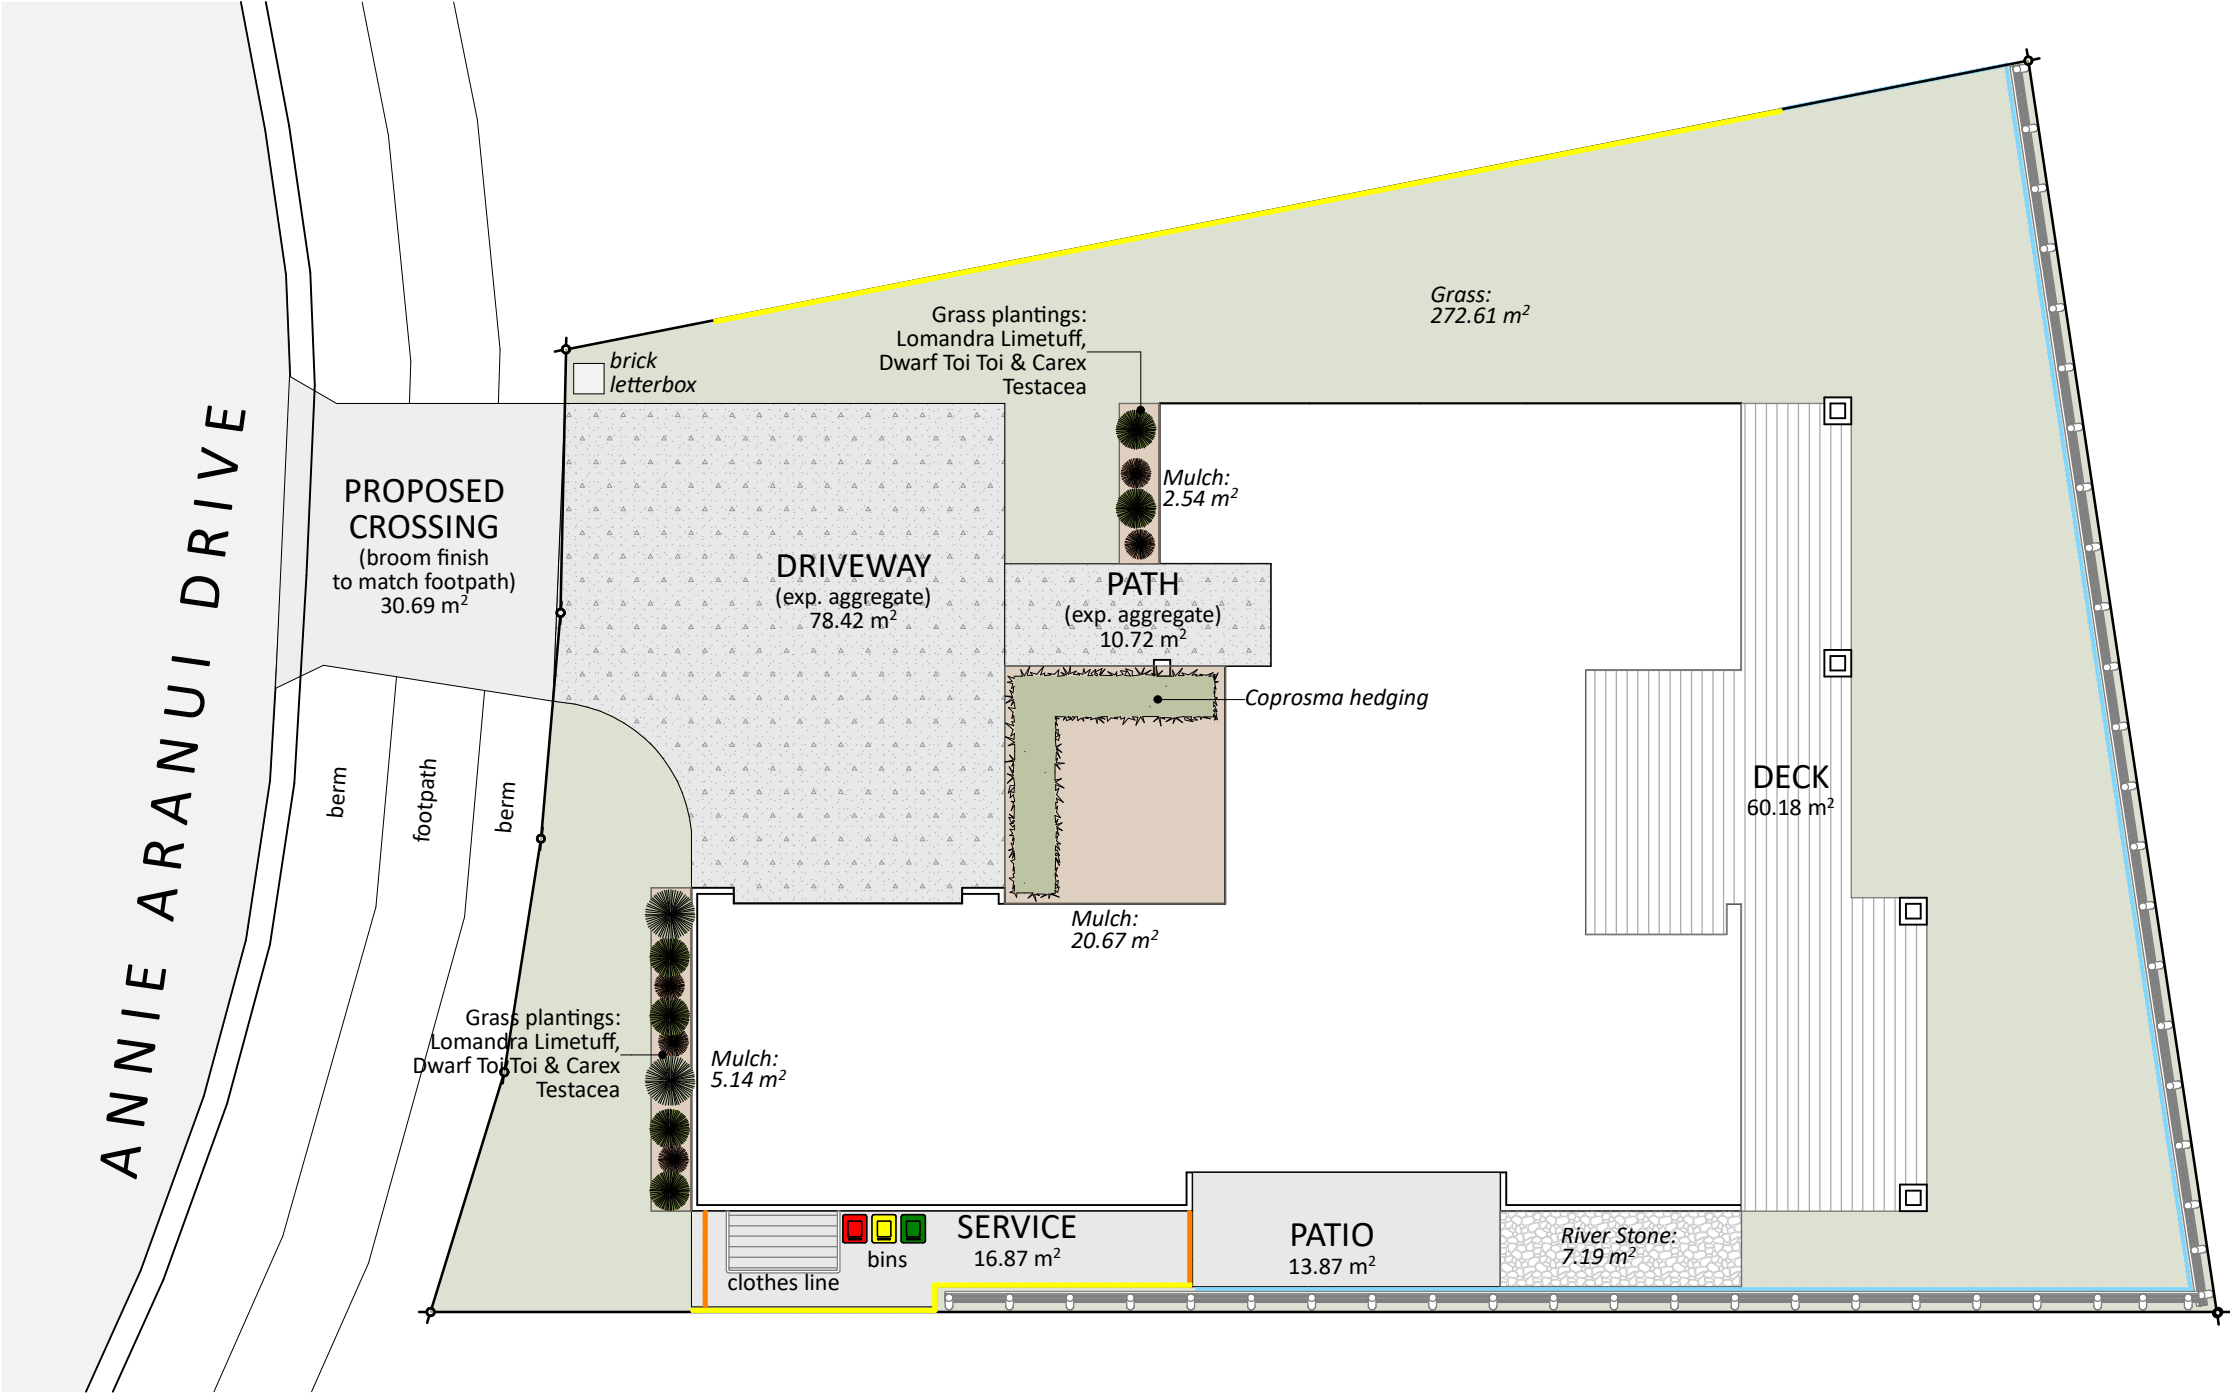 ANNIE ARANUI DRIVE
PROPOSED
CROSSING
(broom finish
to match footpath)
30.69 m²
berm
footpath
berm
brick
letterbox
DRIVEWAY
(exp. aggregate)
78.42 m²
Grass plantings:
Lomandra Limetuff,
Dwarf Toi Toi & Carex
Testacea
Grass:
272.61 m²
Mulch:
2.54 m²
PATH
(exp. aggregate)
10.72 m²
Coprosma hedging
DECK
60.18 m²
Mulch:
20.67 m²
Grass plantings:
Lomandra Limetuff,
Dwarf Toi Toi & Carex
Testacea
Mulch:
5.14 m²
clothes line
bins
SERVICE
16.87 m²
PATIO
13.87 m²
River Stone:
7.19 m²